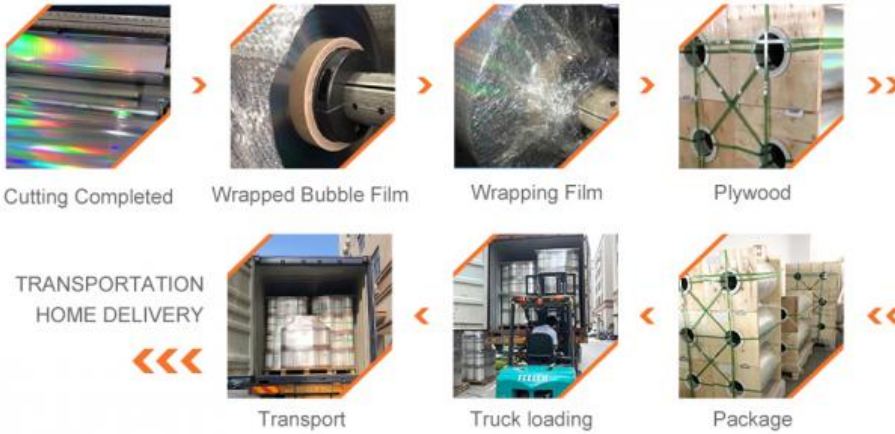 Cutting Completed
Wrapped Bubble Film
Wrapping Film
Plywood
TRANSPORTATION
HOME DELIVERY
Transport
Truck loading
Package